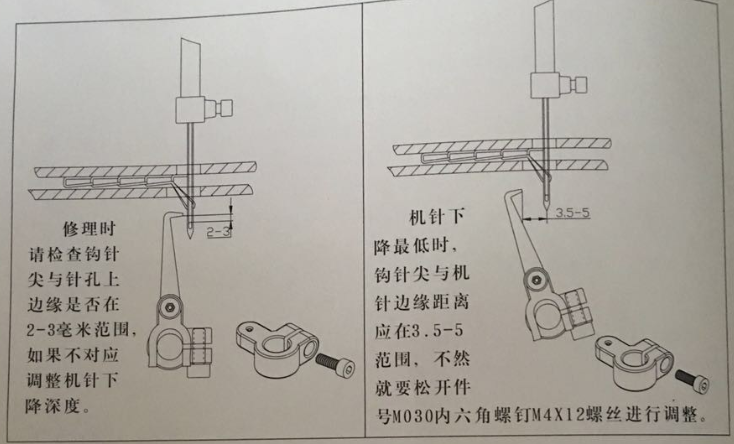 2-3
修理时
请检查钩针
尖与针孔上
边缘是否在
2-3毫米范围,
如果不对应
调整机针下
降深度。
3.5-5
机针下
降最低时,
钩针尖与机
针边缘距离
应在3.5-5
范围,不然
就要松开件
号M030内六角螺钉M4X12螺丝进行调整。